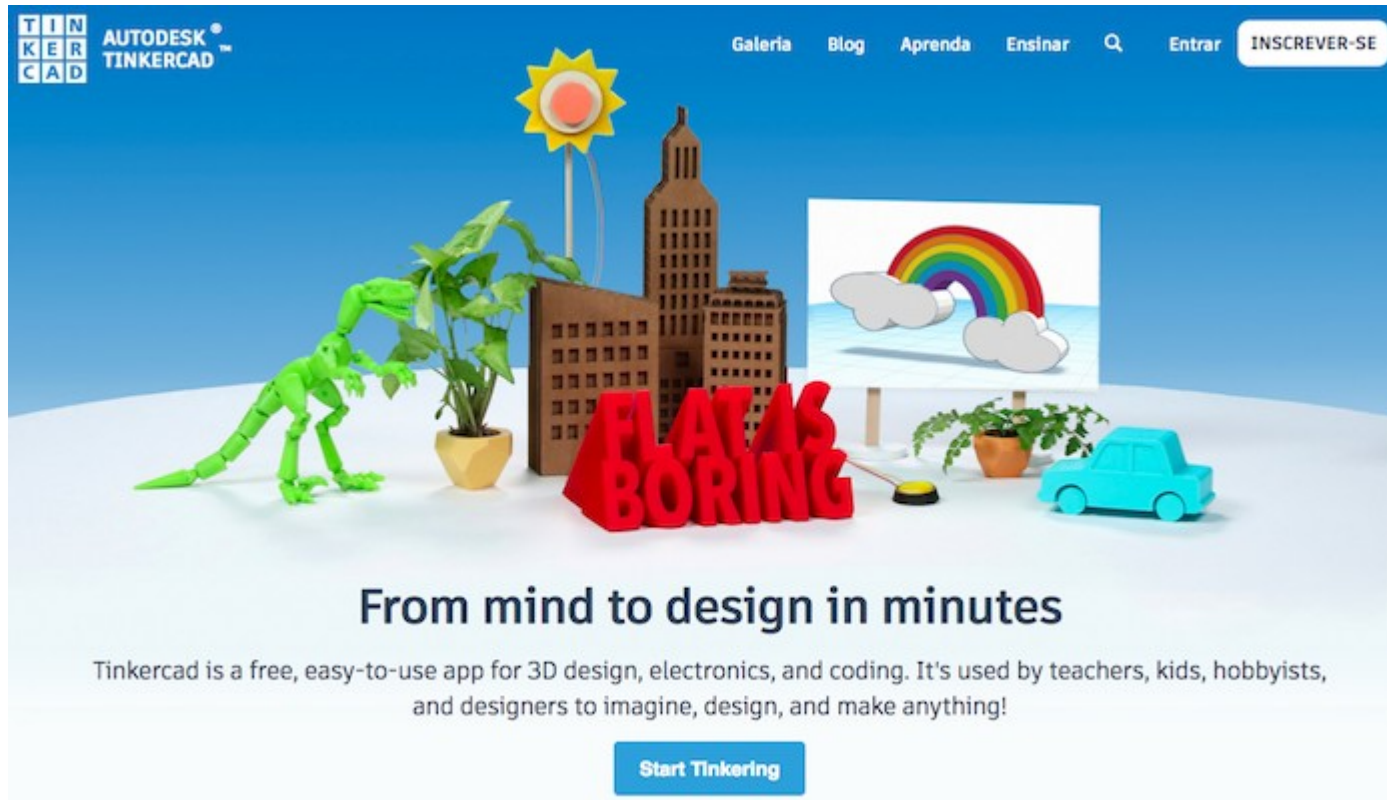 TIN
KER
CAD
AUTODESK®
TINKERCAD™
Galeria Blog Aprenda Ensinar Entrar INSCREVER-SE
FLAT IS
BORING
From mind to design in minutes
Tinkercad is a free, easy-to-use app for 3D design, electronics, and coding. It's used by teachers, kids, hobbyists,
and designers to imagine, design, and make anything!
Start Tinkering